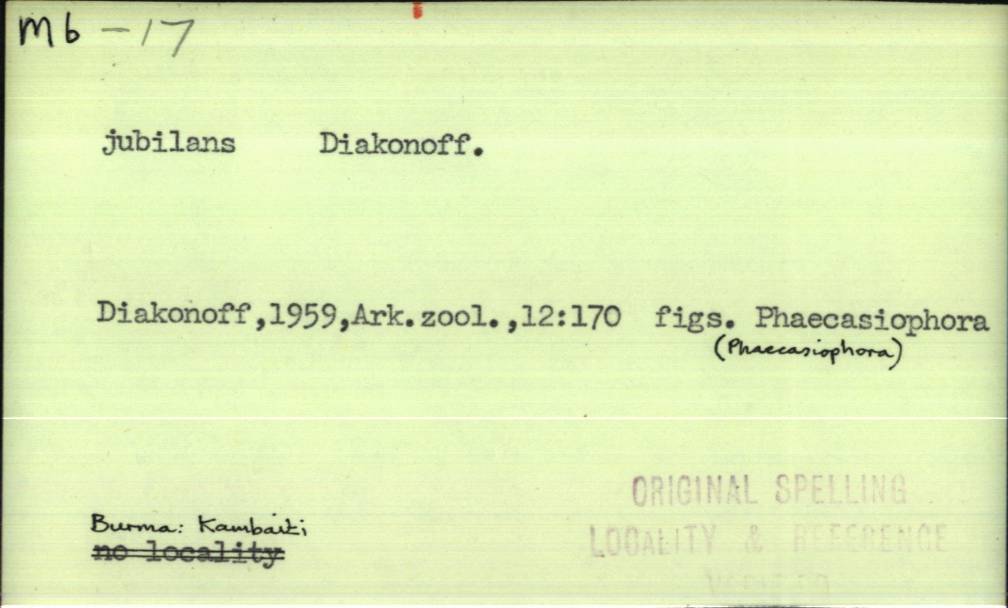 Mb -17
jubilans Diakonoff.
Diakonoff,1959,Ark.zool.,12:170 figs. Phaecasiophora
(Phaecasiophora)
ORIGINAL SPELLING
Burma: Kambaiti
LOCALITY & REFERENCE
no locality
VERIFIED